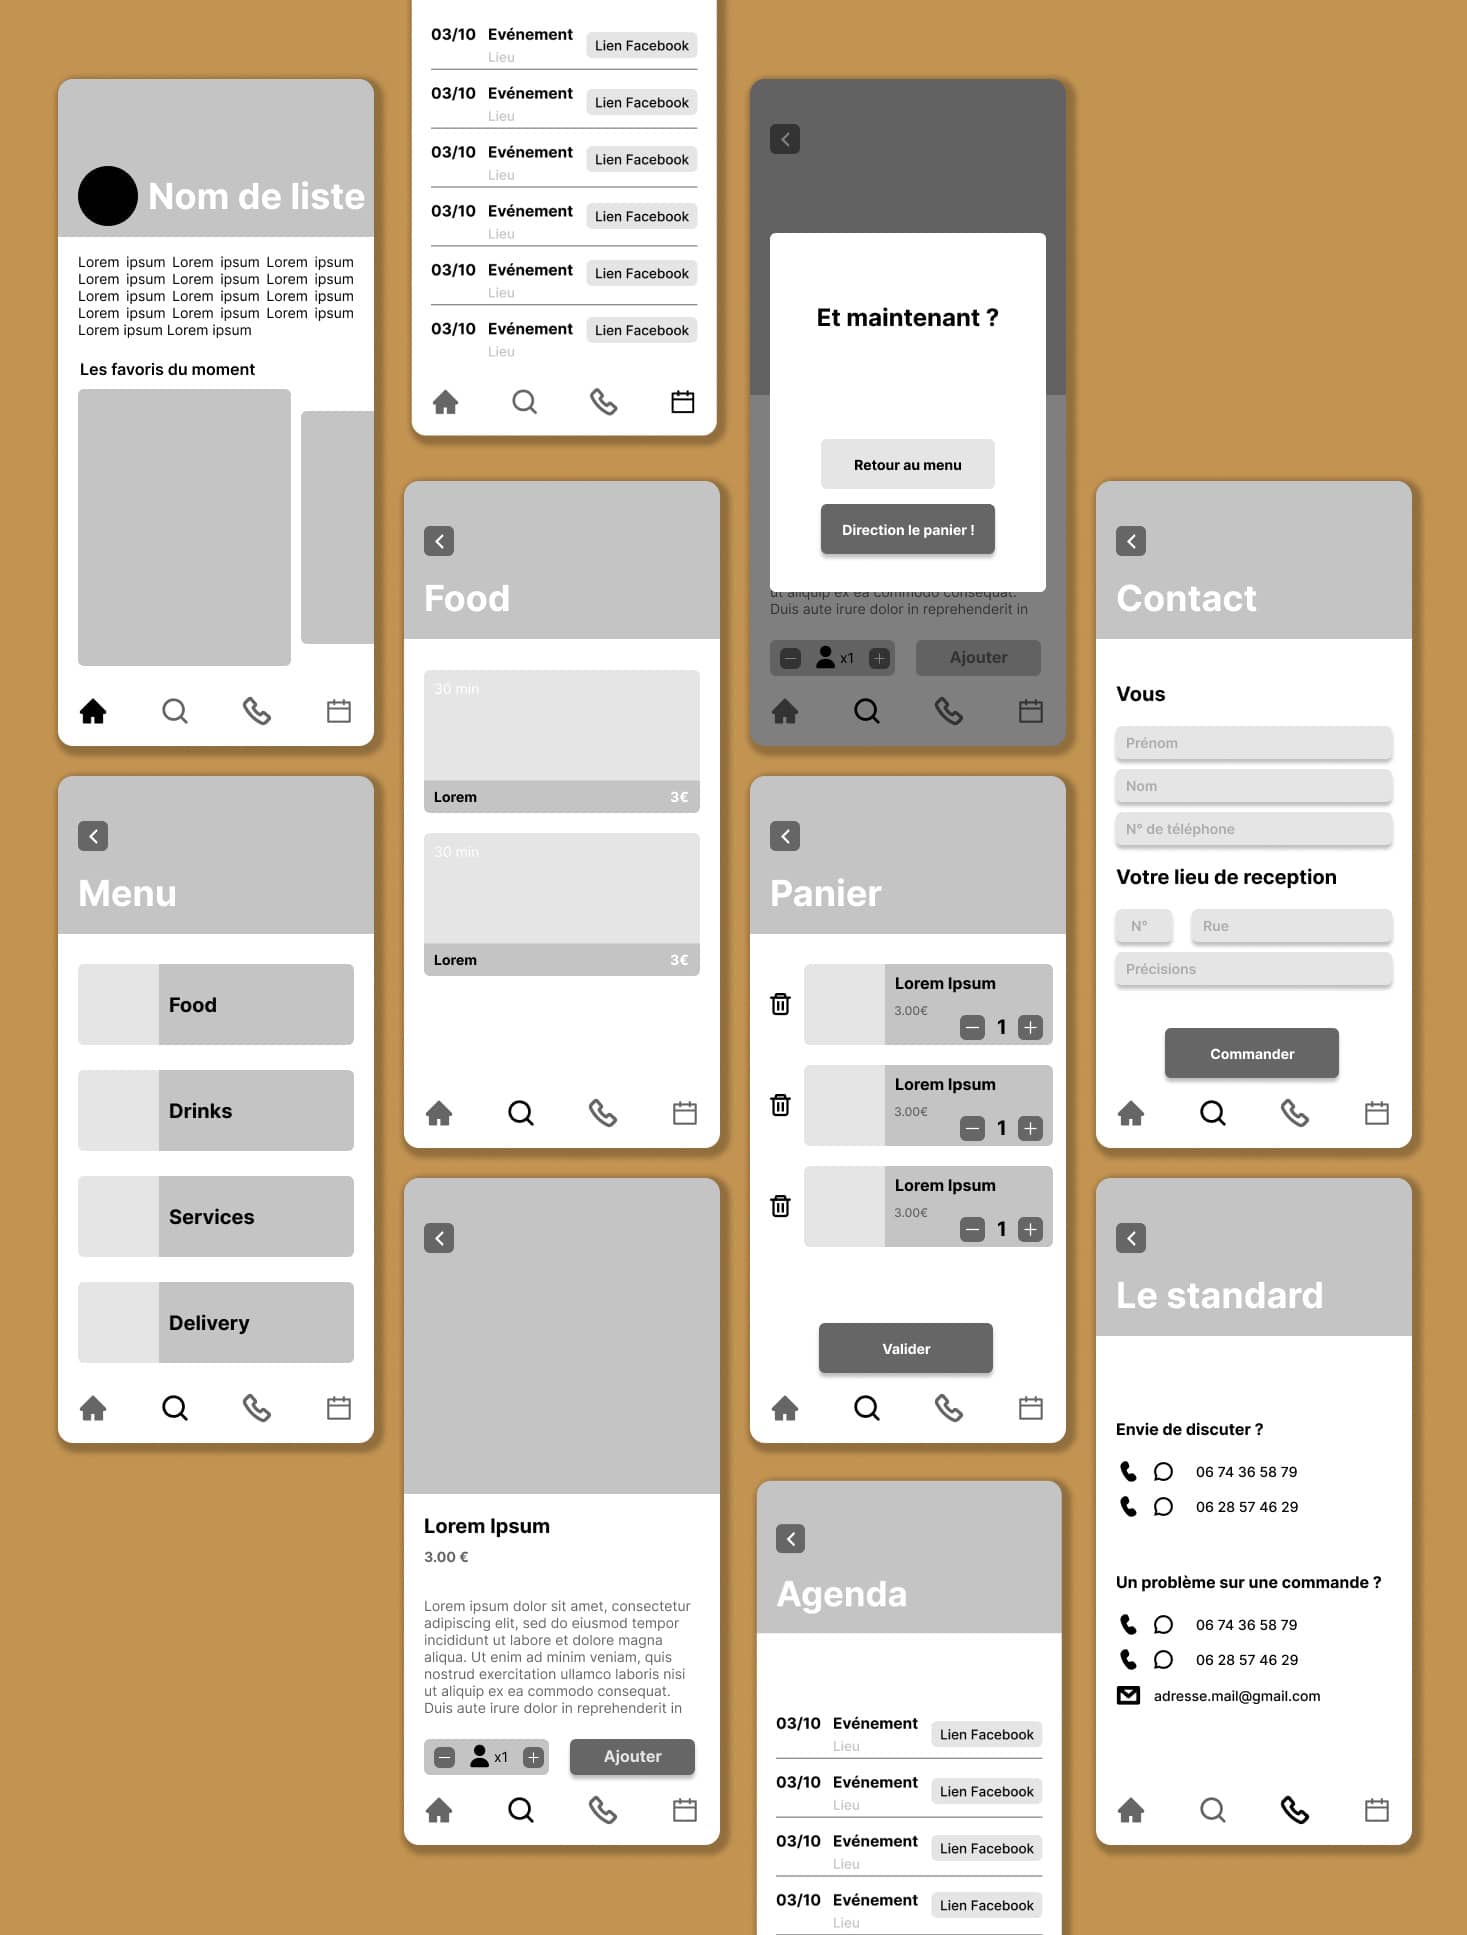 Nom de liste
Lorem ipsum Lorem ipsum Lorem ipsum
Lorem ipsum Lorem ipsum Lorem ipsum
Lorem ipsum Lorem ipsum Lorem ipsum
Lorem ipsum Lorem ipsum Lorem ipsum
Lorem ipsum Lorem ipsum
Les favoris du moment
Menu
Food
Drinks
Services
Delivery
03/10 Evénement Lien Facebook
Lieu
03/10 Evénement Lien Facebook
Lieu
03/10 Evénement Lien Facebook
Lieu
03/10 Evénement Lien Facebook
Lieu
03/10 Evénement Lien Facebook
Lieu
03/10 Evénement Lien Facebook
Lieu
Food
30 min
Lorem 3€
30 min
Lorem 3€
Lorem Ipsum
3.00 €
Lorem ipsum dolor sit amet, consectetur
adipiscing elit, sed do eiusmod tempor
incididunt ut labore et dolore magna
aliqua. Ut enim ad minim veniam, quis
nostrud exercitation ullamco laboris nisi
ut aliquip ex ea commodo consequat.
Duis aute irure dolor in reprehenderit in
x1 Ajouter
Et maintenant ?
Retour au menu
Direction le panier !
ut aliquip ex ea commodo consequat.
Duis aute irure dolor in reprehenderit in
x1 Ajouter
Panier
Lorem Ipsum
3.00€
1
Lorem Ipsum
3.00€
1
Lorem Ipsum
3.00€
1
Valider
Agenda
03/10 Evénement Lien Facebook
Lieu
03/10 Evénement Lien Facebook
Lieu
03/10 Evénement Lien Facebook
Lieu
03/10 Evénement Lien Facebook
Lieu
Contact
Vous
Prénom
Nom
N° de téléphone
Votre lieu de reception
N° Rue
Précisions
Commander
Le standard
Envie de discuter ?
06 74 36 58 79
06 28 57 46 29
Un problème sur une commande ?
06 74 36 58 79
06 28 57 46 29
adresse.mail@gmail.com